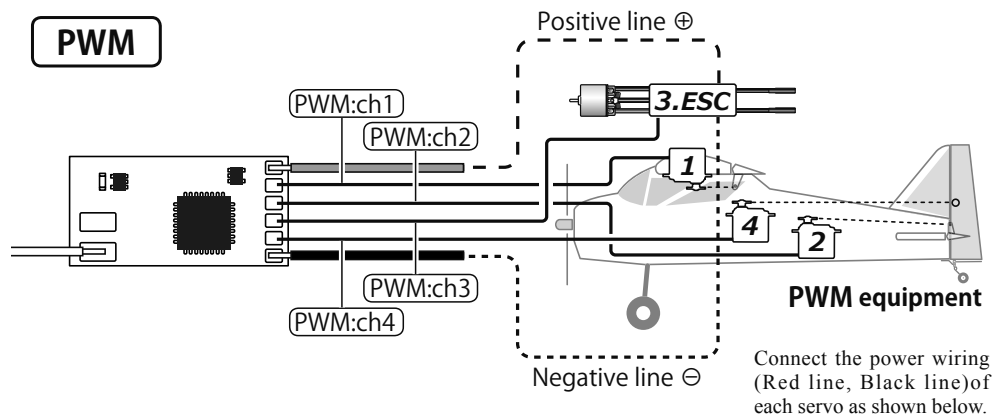 PWM
Positive line ⊕
PWM:ch1
PWM:ch2
3.ESC
1
4
2
PWM:ch3
PWM:ch4
PWM equipment
Negative line ⊖
Connect the power wiring
(Red line, Black line)of
each servo as shown below.